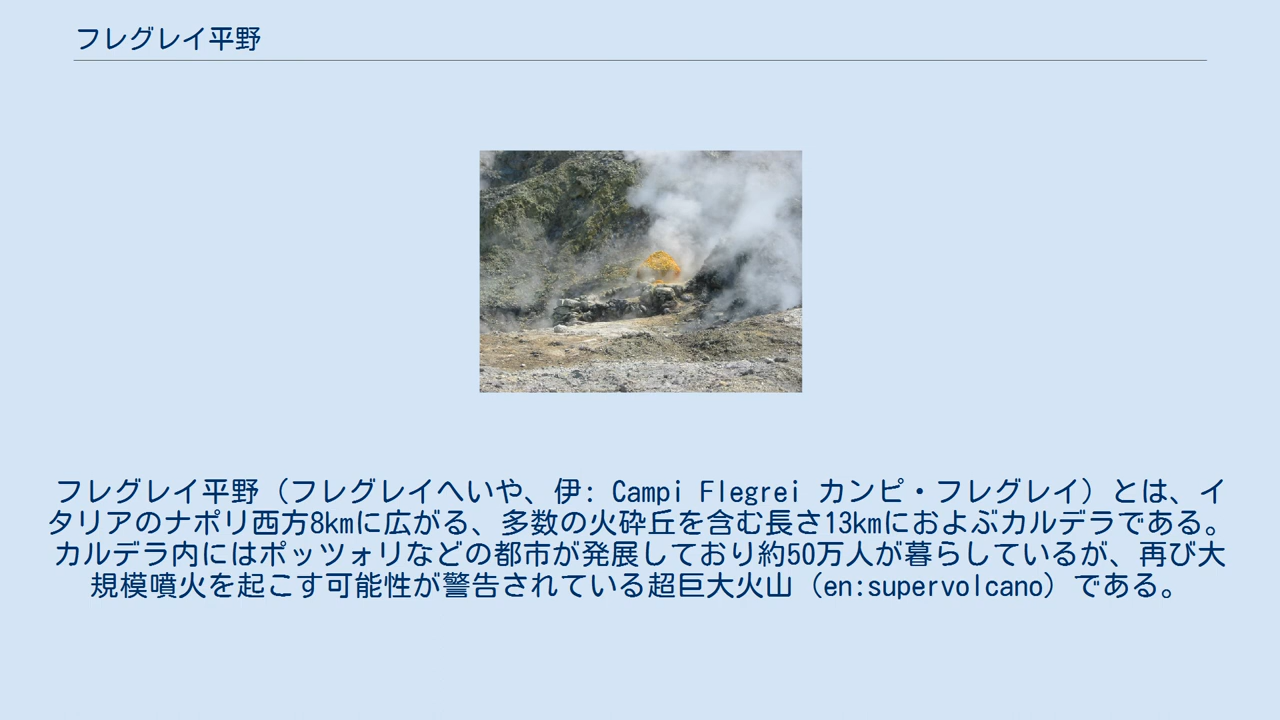 フレグレイ平野
フレグレイ平野（フレグレイへいや、伊: Campi Flegrei カンピ・フレグレイ）とは、イ
タリアのナポリ西方8kmに広がる、多数の火砕丘を含む長さ13kmにおよぶカルデラである。
カルデラ内にはポッツォリなどの都市が発展しており約50万人が暮らしているが、再び大
規模噴火を起こす可能性が警告されている超巨大火山（en:supervolcano）である。